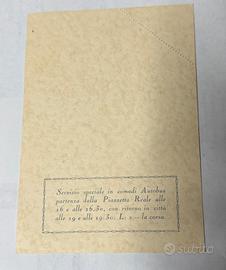 Servizio speciale in comodi Autobus
partenza dalla Piazzetta Reale alle
16 e alle 16.30, con ritorno in città
alle 19 e alle 19.30: L. 2.— la corsa.
subito